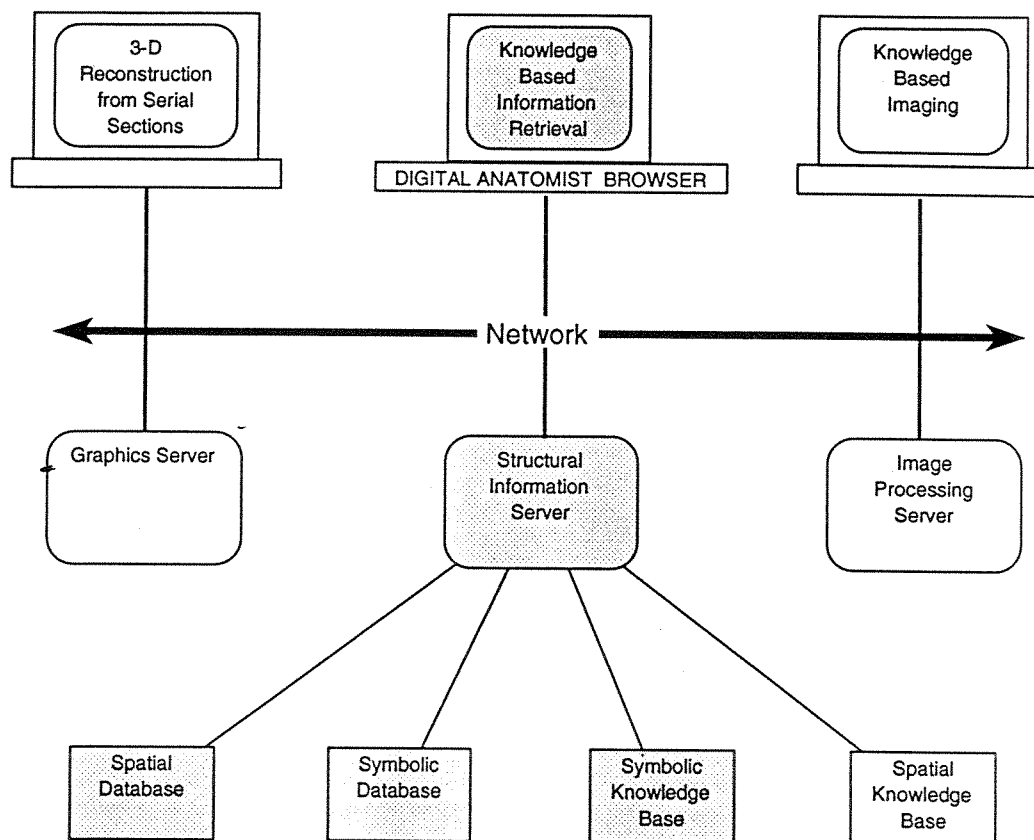 3-D
Reconstruction
from Serial
Sections
Knowledge
Based
Information
Retrieval
Knowledge
Based
Imaging
DIGITAL ANATOMIST BROWSER
Network
Graphics Server
Structural
Information
Server
Image
Processing
Server
Spatial
Database
Symbolic
Database
Symbolic
Knowledge
Base
Spatial
Knowledge
Base